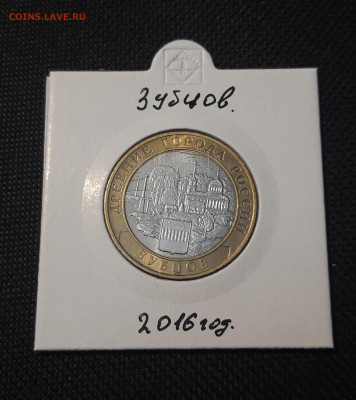 COINS.LAVE.RU
Зубцов.
ДРЕВНИЕ ГОРОДА РОССИИ
ЗУБЦОВ
2016 год.